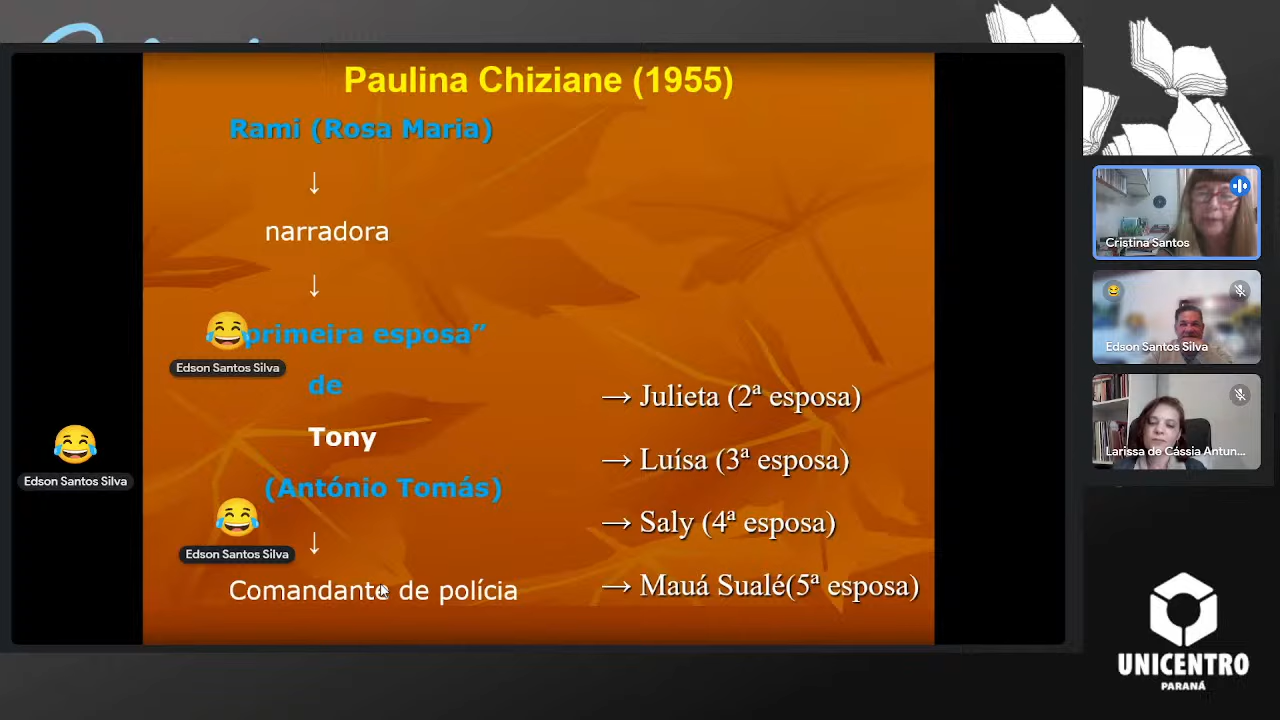 Paulina Chiziane (1955)
Rami (Rosa Maria)
↓
narradora
↓
primeira esposa”
de
Tony
(António Tomás)
↓
Comandante de polícia
→ Julieta (2ª esposa)
→ Luísa (3ª esposa)
→ Saly (4ª esposa)
→ Mauá Sualé(5ª esposa)
Edson Santos Silva
Edson Santos Silva
Edson Santos Silva
Cristina Santos
Edson Santos Silva
Larissa de Cássia Antun...
UNICENTRO
PARANÁ